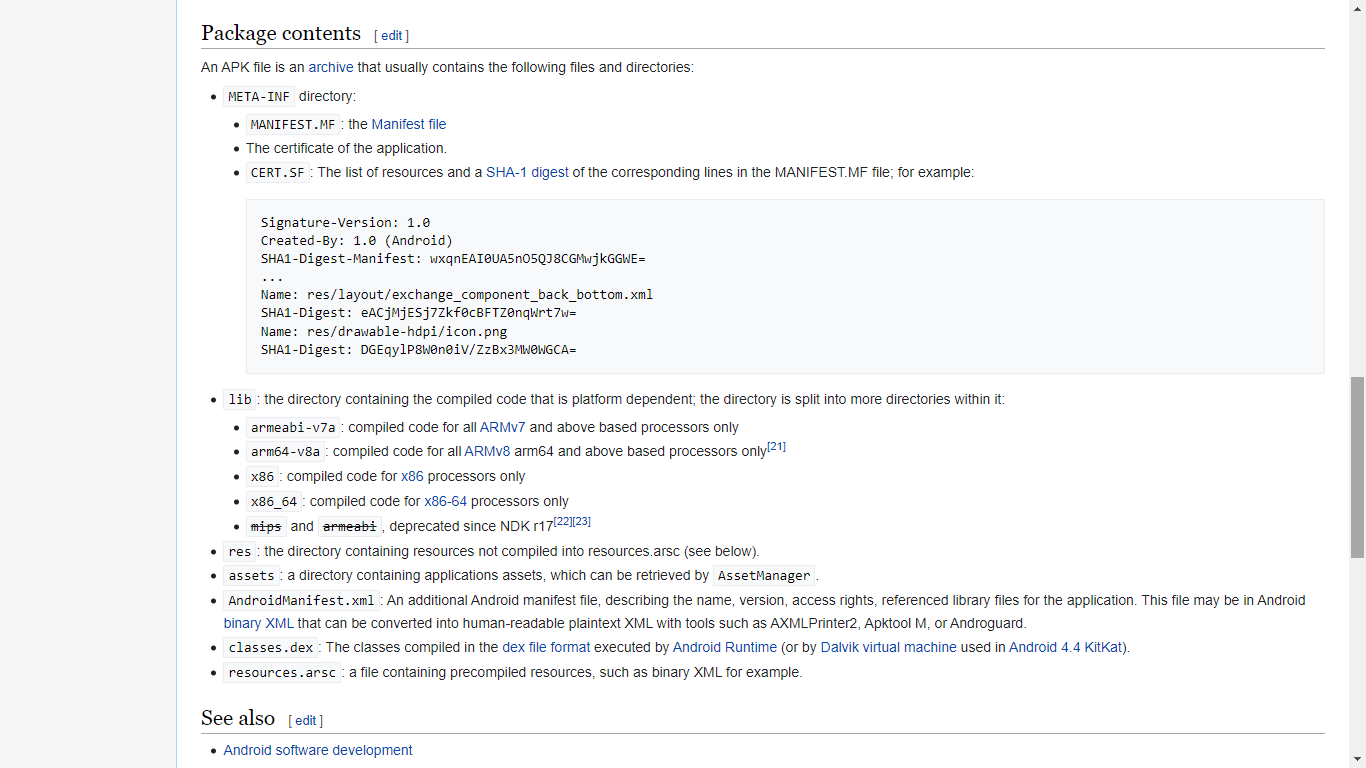 Package contents [ edit ]
An APK file is an archive that usually contains the following files and directories:
META-INF directory:
MANIFEST.MF : the Manifest file
The certificate of the application.
CERT.SF : The list of resources and a SHA-1 digest of the corresponding lines in the MANIFEST.MF file; for example:
Signature-Version: 1.0
Created-By: 1.0 (Android)
SHA1-Digest-Manifest: wxqnEAI0UA5nO5QJ8CGMwjkGGWE=
...
Name: res/layout/exchange_component_back_bottom.xml
SHA1-Digest: eACjMjESj7Zkf0cBFTZ0nqWrt7w=
Name: res/drawable-hdpi/icon.png
SHA1-Digest: DGEqylP8W0n0iV/ZzBx3MW0WGCA=
lib : the directory containing the compiled code that is platform dependent; the directory is split into more directories within it:
armeabi-v7a : compiled code for all ARMv7 and above based processors only
arm64-v8a : compiled code for all ARMv8 arm64 and above based processors only[21]
x86 : compiled code for x86 processors only
x86_64 : compiled code for x86-64 processors only
mips and armeabi , deprecated since NDK r17[22][23]
res : the directory containing resources not compiled into resources.arsc (see below).
assets : a directory containing applications assets, which can be retrieved by AssetManager .
AndroidManifest.xml : An additional Android manifest file, describing the name, version, access rights, referenced library files for the application. This file may be in Android
binary XML that can be converted into human-readable plaintext XML with tools such as AXMLPrinter2, Apktool M, or Androguard.
classes.dex : The classes compiled in the dex file format executed by Android Runtime (or by Dalvik virtual machine used in Android 4.4 KitKat).
resources.arsc : a file containing precompiled resources, such as binary XML for example.
See also [ edit ]
Android software development